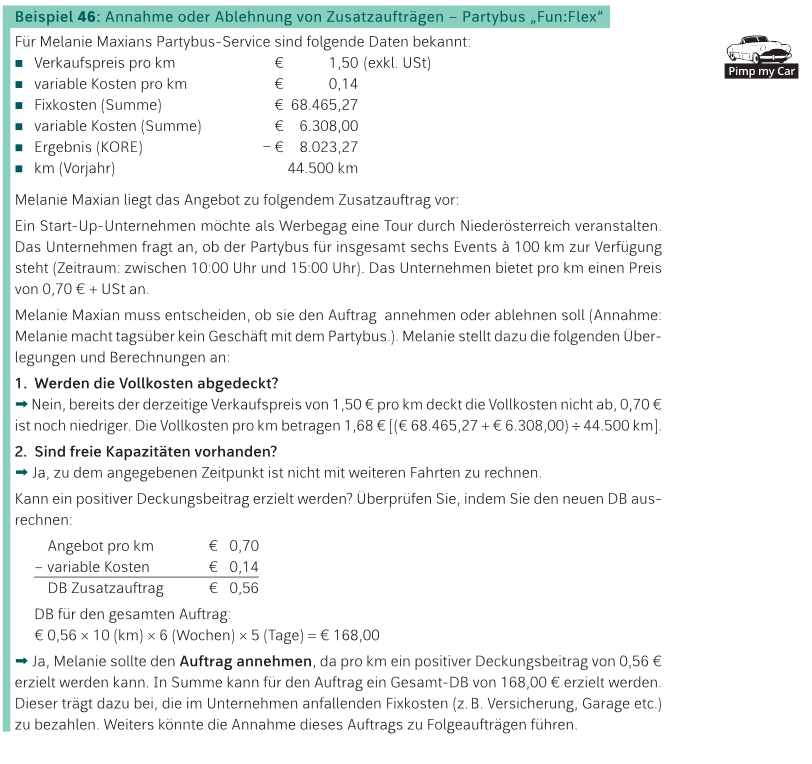 Beispiel 46: Annahme oder Ablehnung von Zusatzaufträgen – Partybus „Fun:Flex“
Für Melanie Maxians Partybus-Service sind folgende Daten bekannt:
■ Verkaufspreis pro km € 1,50 (exkl. USt)
■ variable Kosten pro km € 0,14
■ Fixkosten (Summe) € 68.465,27
■ variable Kosten (Summe) € 6.308,00
■ Ergebnis (KORE) – € 8.023,27
■ km (Vorjahr) 44.500 km
Pimp my Car
Melanie Maxian liegt das Angebot zu folgendem Zusatzauftrag vor:
Ein Start-Up-Unternehmen möchte als Werbegag eine Tour durch Niederösterreich veranstalten.
Das Unternehmen fragt an, ob der Partybus für insgesamt sechs Events à 100 km zur Verfügung
steht (Zeitraum: zwischen 10:00 Uhr und 15:00 Uhr). Das Unternehmen bietet pro km einen Preis
von 0,70 € + USt an.
Melanie Maxian muss entscheiden, ob sie den Auftrag annehmen oder ablehnen soll (Annahme:
Melanie macht tagsüber kein Geschäft mit dem Partybus.). Melanie stellt dazu die folgenden Über-
legungen und Berechnungen an:
1. Werden die Vollkosten abgedeckt?
➞ Nein, bereits der derzeitige Verkaufspreis von 1,50 € pro km deckt die Vollkosten nicht ab, 0,70 €
ist noch niedriger. Die Vollkosten pro km betragen 1,68 € [(€ 68.465,27 + € 6.308,00) ÷ 44.500 km].
2. Sind freie Kapazitäten vorhanden?
➞ Ja, zu dem angegebenen Zeitpunkt ist nicht mit weiteren Fahrten zu rechnen.
Kann ein positiver Deckungsbeitrag erzielt werden? Überprüfen Sie, indem Sie den neuen DB aus-
rechnen:
Angebot pro km € 0,70
– variable Kosten € 0,14
DB Zusatzauftrag € 0,56
DB für den gesamten Auftrag:
€ 0,56 × 10 (km) × 6 (Wochen) × 5 (Tage) = € 168,00
➞ Ja, Melanie sollte den Auftrag annehmen, da pro km ein positiver Deckungsbeitrag von 0,56 €
erzielt werden kann. In Summe kann für den Auftrag ein Gesamt-DB von 168,00 € erzielt werden.
Dieser trägt dazu bei, die im Unternehmen anfallenden Fixkosten (z. B. Versicherung, Garage etc.)
zu bezahlen. Weiters könnte die Annahme dieses Auftrags zu Folgeaufträgen führen.